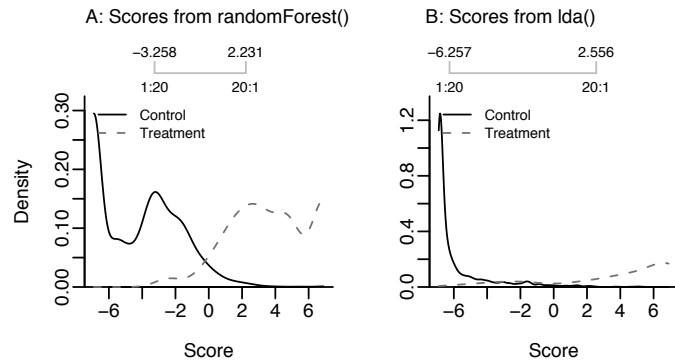 A: Scores from randomForest()
−3.258 2.231
1:20 20:1
Control
Treatment
0.00 0.10 0.20 0.30
Density
−6 −2 0 2 4 6
Score
B: Scores from lda()
−6.257 2.556
1:20 20:1
Control
Treatment
0.0 0.4 0.8 1.2
−6 −2 0 2 4 6
Score